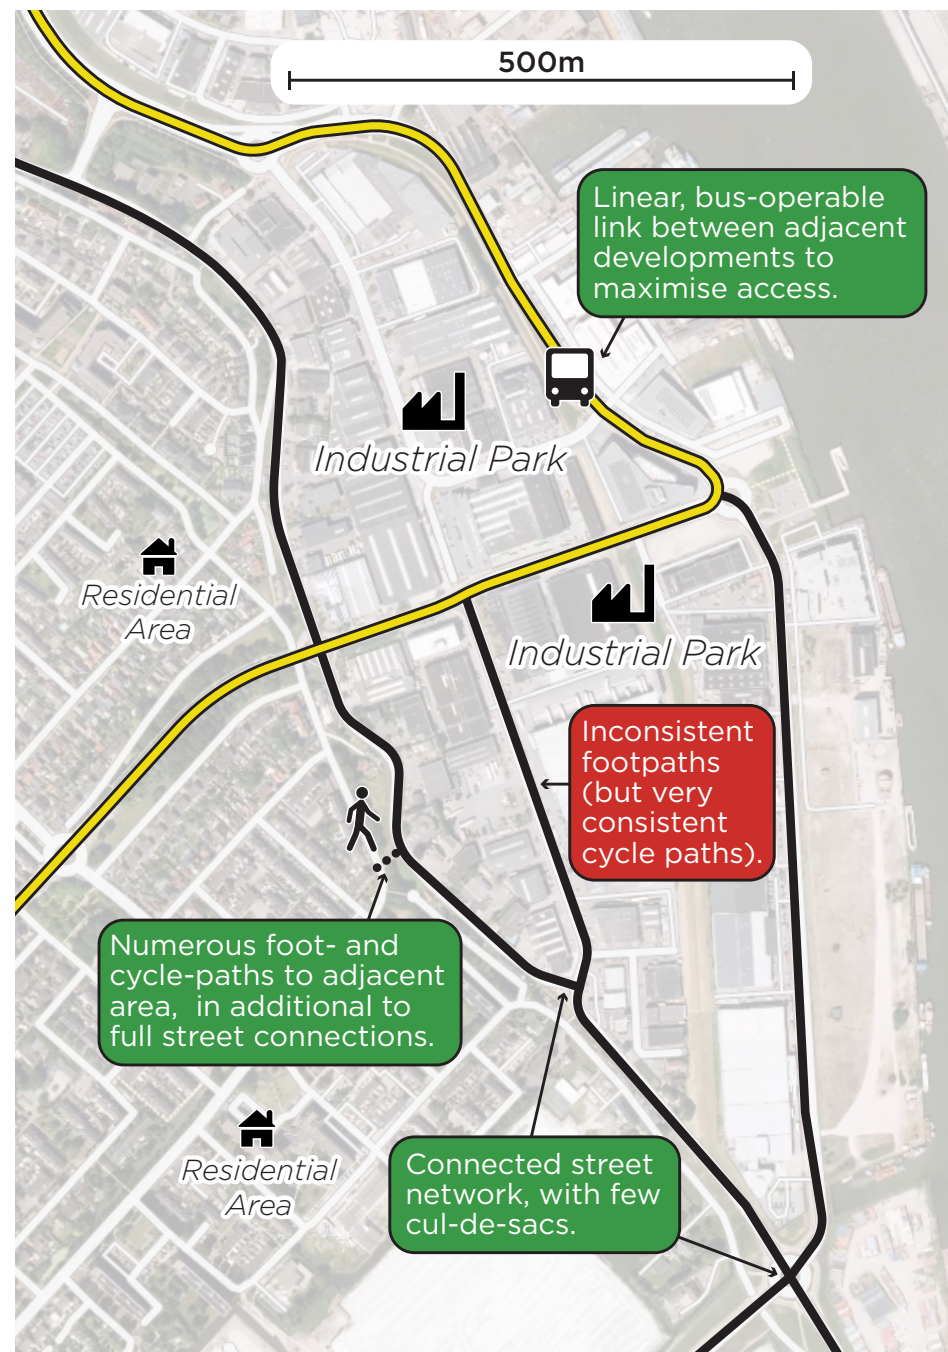 500m
Linear, bus-operable
link between adjacent
developments to
maximise access.
Industrial Park
Residential
Area
Industrial Park
Inconsistent
footpaths
(but very
consistent
cycle paths).
Numerous foot- and
cycle-paths to adjacent
area,  in additional to
full street connections.
Residential
Area
Connected street
network, with few
cul-de-sacs.